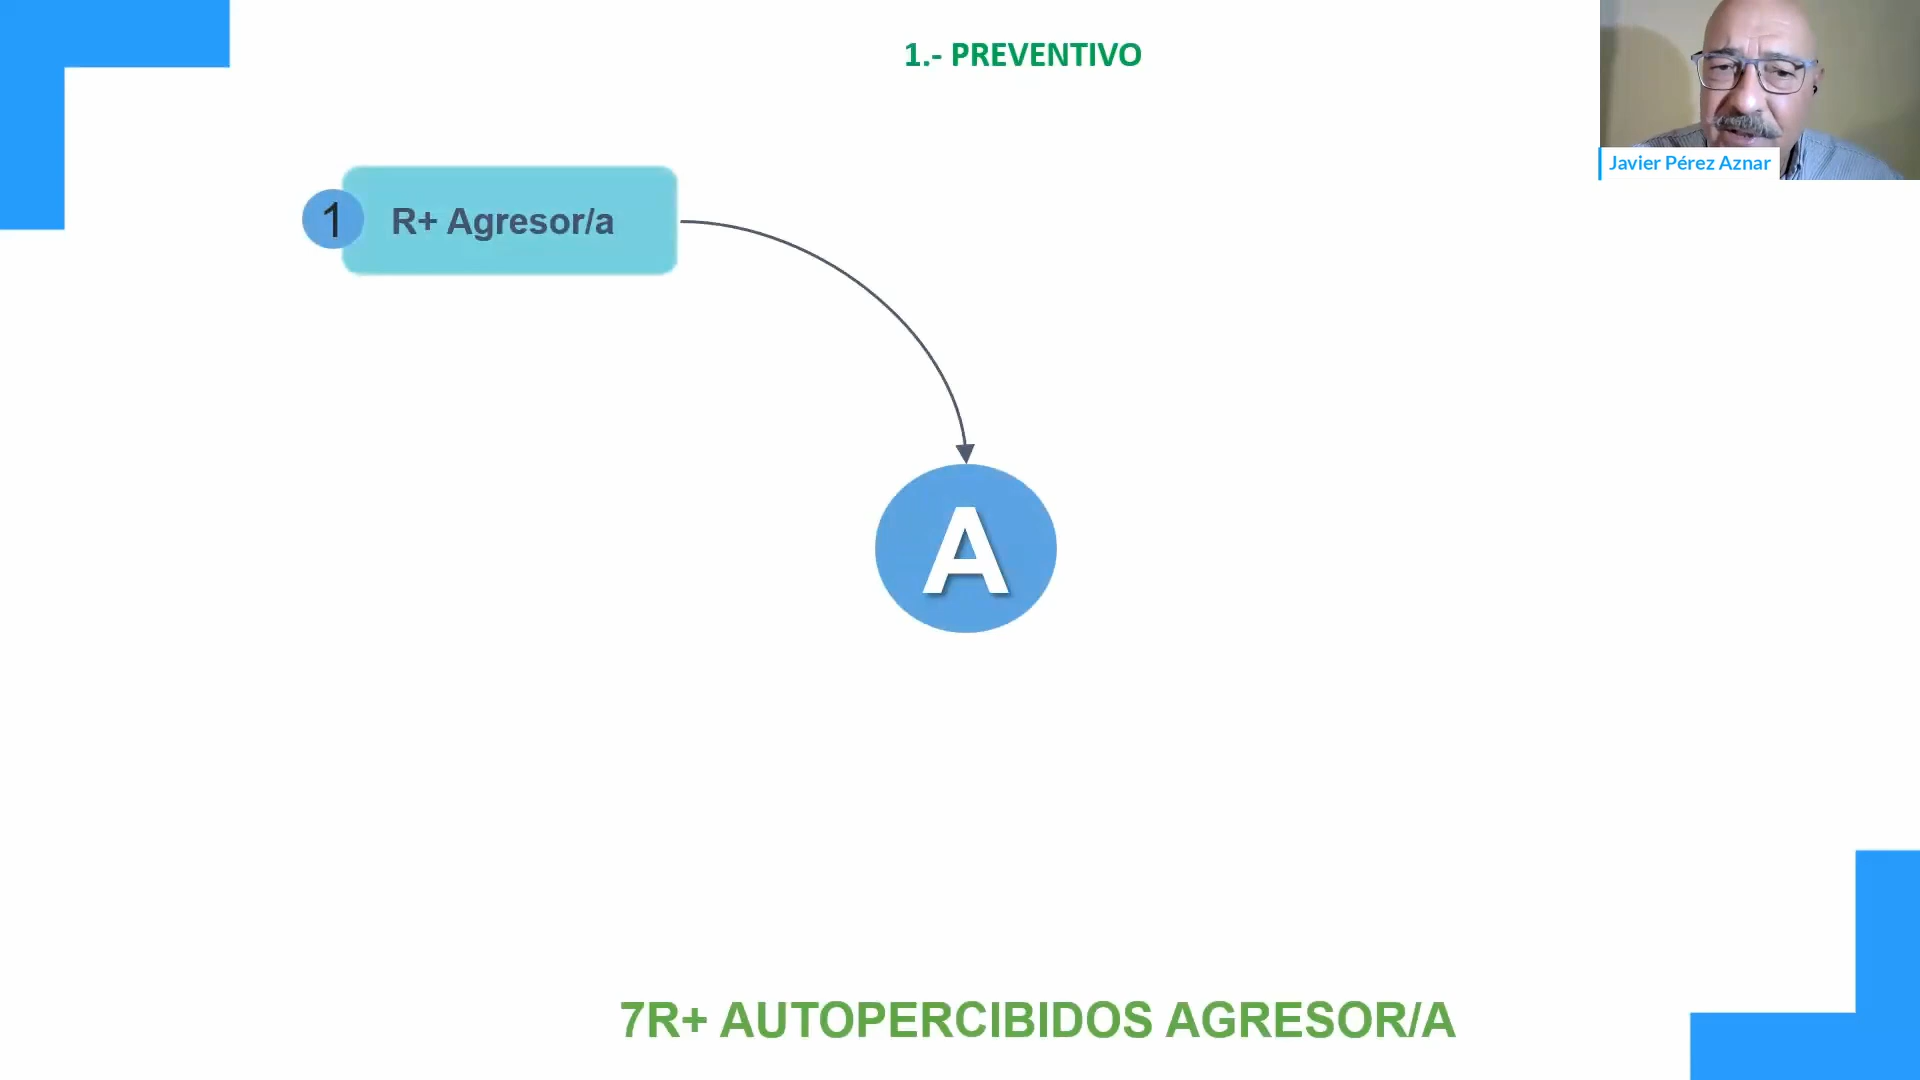 1.- PREVENTIVO
Javier Pérez Aznar
1
R+ Agresor/a
A
7R+ AUTOPERCIBIDOS AGRESOR/A